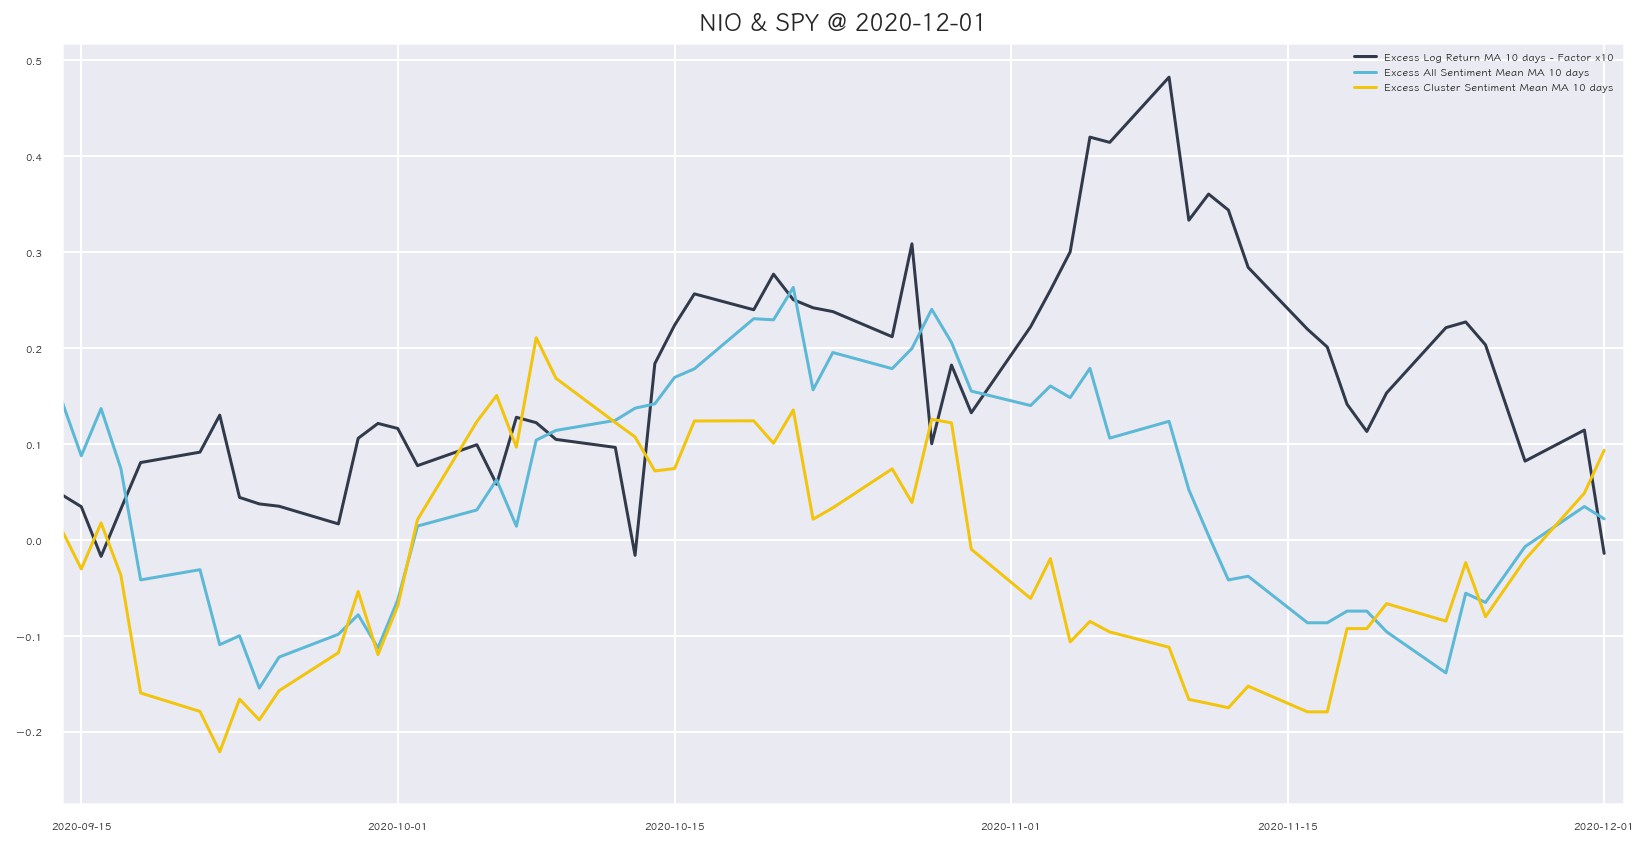 NIO & SPY @ 2020-12-01
Excess Log Return MA 10 days - Factor x10
Excess All Sentiment Mean MA 10 days
Excess Cluster Sentiment Mean MA 10 days
0.5
0.4
0.3
0.2
0.1
0.0
−0.1
−0.2
2020-09-15 2020-10-01 2020-10-15 2020-11-01 2020-11-15 2020-12-01